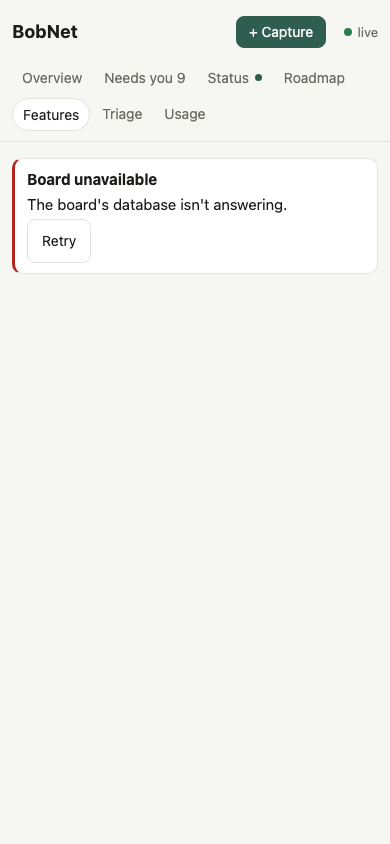 BobNet
+ Capture
live
Overview
Needs you 9
Status
Roadmap
Features
Triage
Usage
Board unavailable
The board's database isn't answering.
Retry